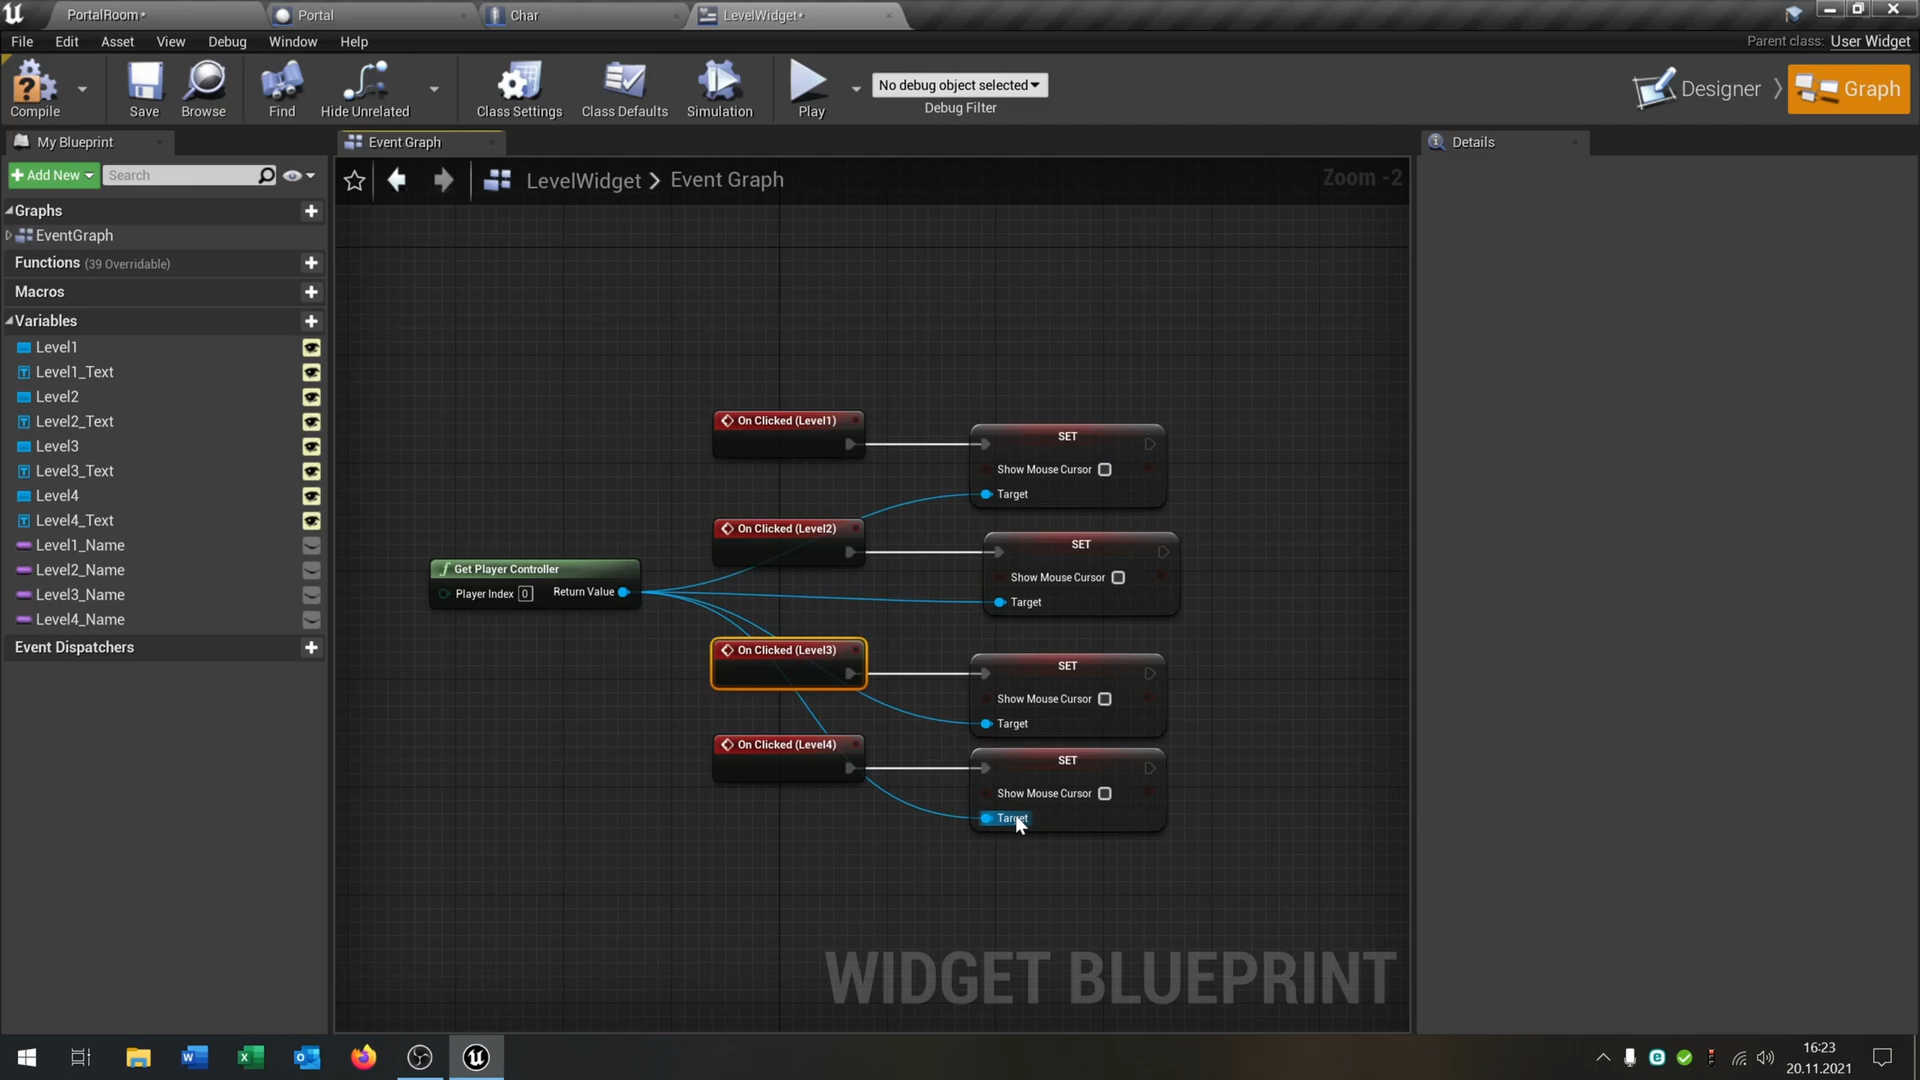 PortalRoom*
Portal
Char
LevelWidget*
File
Edit
Asset
View
Debug
Window
Help
Parent class: User Widget
Compile
Save
Browse
Find
Hide Unrelated
Class Settings
Class Defaults
Simulation
Play
No debug object selected
Debug Filter
Designer
Graph
My Blueprint
Event Graph
Details
Add New
Search
LevelWidget > Event Graph
Zoom -2
Graphs
EventGraph
Functions (39 Overridable)
Macros
Variables
Level1
Level1_Text
Level2
Level2_Text
Level3
Level3_Text
Level4
Level4_Text
Level1_Name
Level2_Name
Level3_Name
Level4_Name
Event Dispatchers
On Clicked (Level1)
SET
Show Mouse Cursor
Target
On Clicked (Level2)
SET
Show Mouse Cursor
Target
Get Player Controller
Player Index 0
Return Value
On Clicked (Level3)
SET
Show Mouse Cursor
Target
On Clicked (Level4)
SET
Show Mouse Cursor
Target
WIDGET BLUEPRINT
16:23
20.11.2021